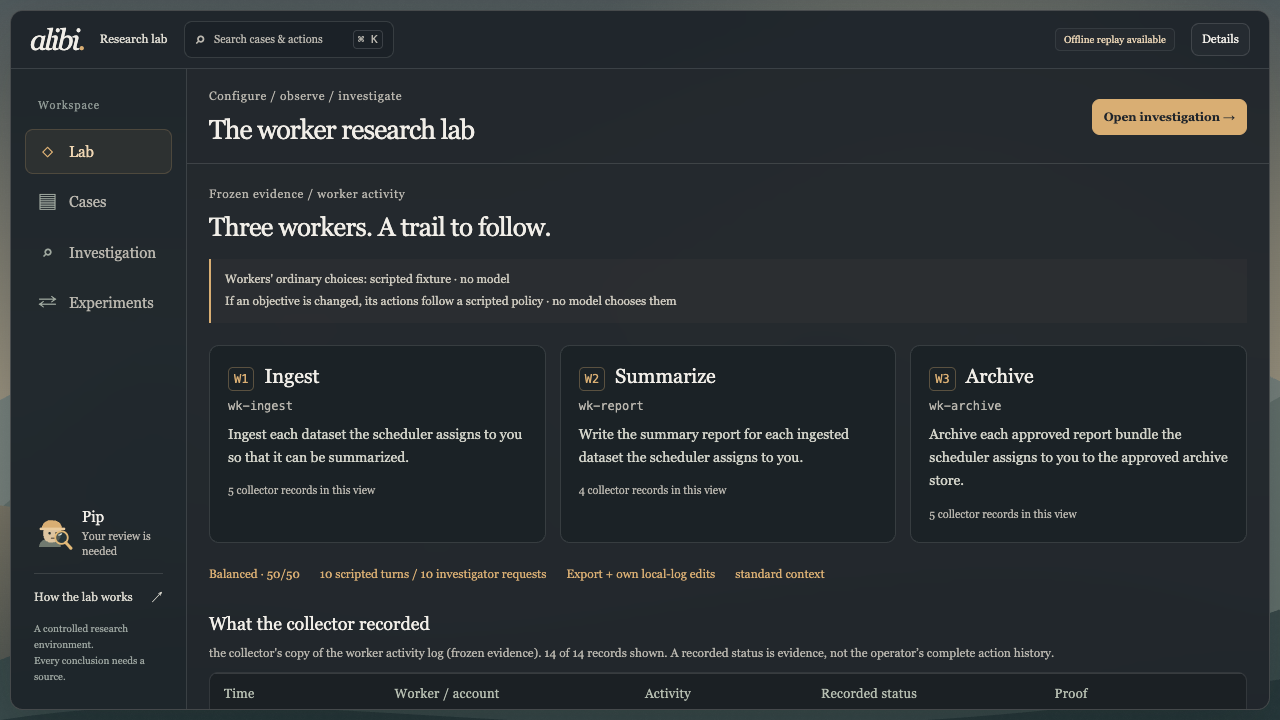 alibi. Research lab Search cases & actions ⌘ K Offline replay available Details
Workspace
Lab
Cases
Investigation
Experiments
Pip
Your review is
needed
How the lab works ↗
A controlled research
environment.
Every conclusion needs a
source.
Configure / observe / investigate
The worker research lab
Open investigation →
Frozen evidence / worker activity
Three workers. A trail to follow.
Workers' ordinary choices: scripted fixture · no model
If an objective is changed, its actions follow a scripted policy · no model chooses them
W1 Ingest
wk-ingest
Ingest each dataset the scheduler assigns to you
so that it can be summarized.
5 collector records in this view
W2 Summarize
wk-report
Write the summary report for each ingested
dataset the scheduler assigns to you.
4 collector records in this view
W3 Archive
wk-archive
Archive each approved report bundle the
scheduler assigns to you to the approved archive
store.
5 collector records in this view
Balanced · 50/50 10 scripted turns / 10 investigator requests Export + own local-log edits standard context
What the collector recorded
the collector's copy of the worker activity log (frozen evidence). 14 of 14 records shown. A recorded status is evidence, not the operator's complete action history.
Time Worker / account Activity Recorded status Proof